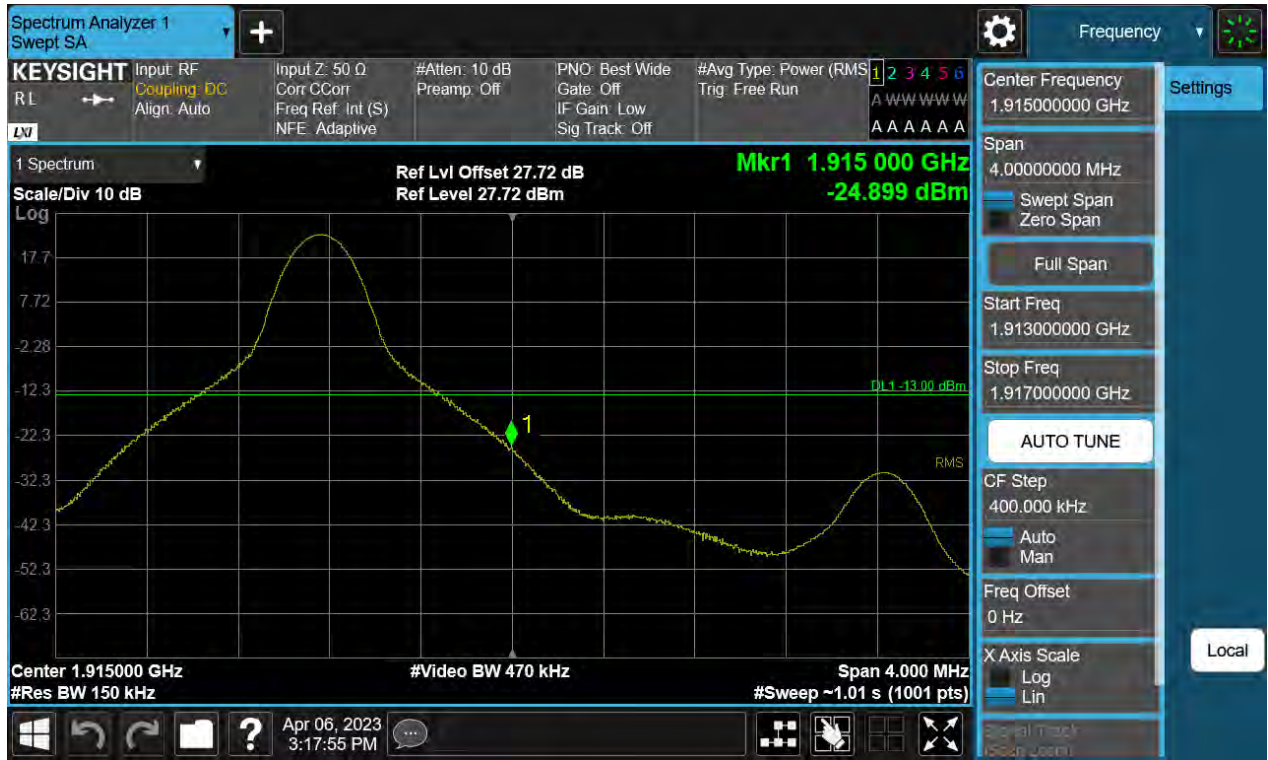 Spectrum Analyzer 1
Swept SA
+
Frequency
KEYSIGHT
RL
LXI
Input: RF
Coupling: DC
Align: Auto
Input Z: 50 Ω
Corr CCorr
Freq Ref: Int (S)
NFE: Adaptive
#Atten: 10 dB
Preamp: Off
PNO: Best Wide
Gate: Off
IF Gain: Low
Sig Track: Off
#Avg Type: Power (RMS
Trig: Free Run
1 2 3 4 5 6
A W W W W W
A A A A A A
1 Spectrum
Scale/Div 10 dB
Log
Ref Lvl Offset 27.72 dB
Ref Level 27.72 dBm
Mkr1 1.915 000 GHz
-24.899 dBm
17.7
7.72
-2.28
-12.3
-22.3
-32.3
-42.3
-52.3
-62.3
DL1 -13.00 dBm
1
RMS
Center 1.915000 GHz
#Res BW 150 kHz
#Video BW 470 kHz
Span 4.000 MHz
#Sweep ~1.01 s (1001 pts)
Center Frequency
1.915000000 GHz
Span
4.00000000 MHz
Swept Span
Zero Span
Full Span
Start Freq
1.913000000 GHz
Stop Freq
1.917000000 GHz
AUTO TUNE
CF Step
400.000 kHz
Auto
Man
Freq Offset
0 Hz
X Axis Scale
Log
Lin
Signal Track
(Span Zoom)
Settings
Local
?
Apr 06, 2023
3:17:55 PM